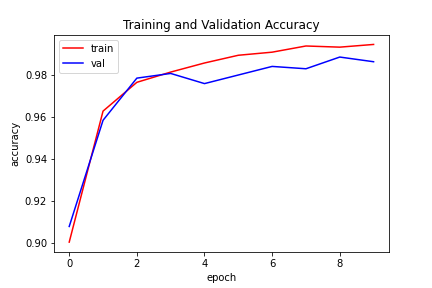 Training and Validation Accuracy
train
val
0.98
0.96
0.94
0.92
0.90
accuracy
0 2 4 6 8
epoch